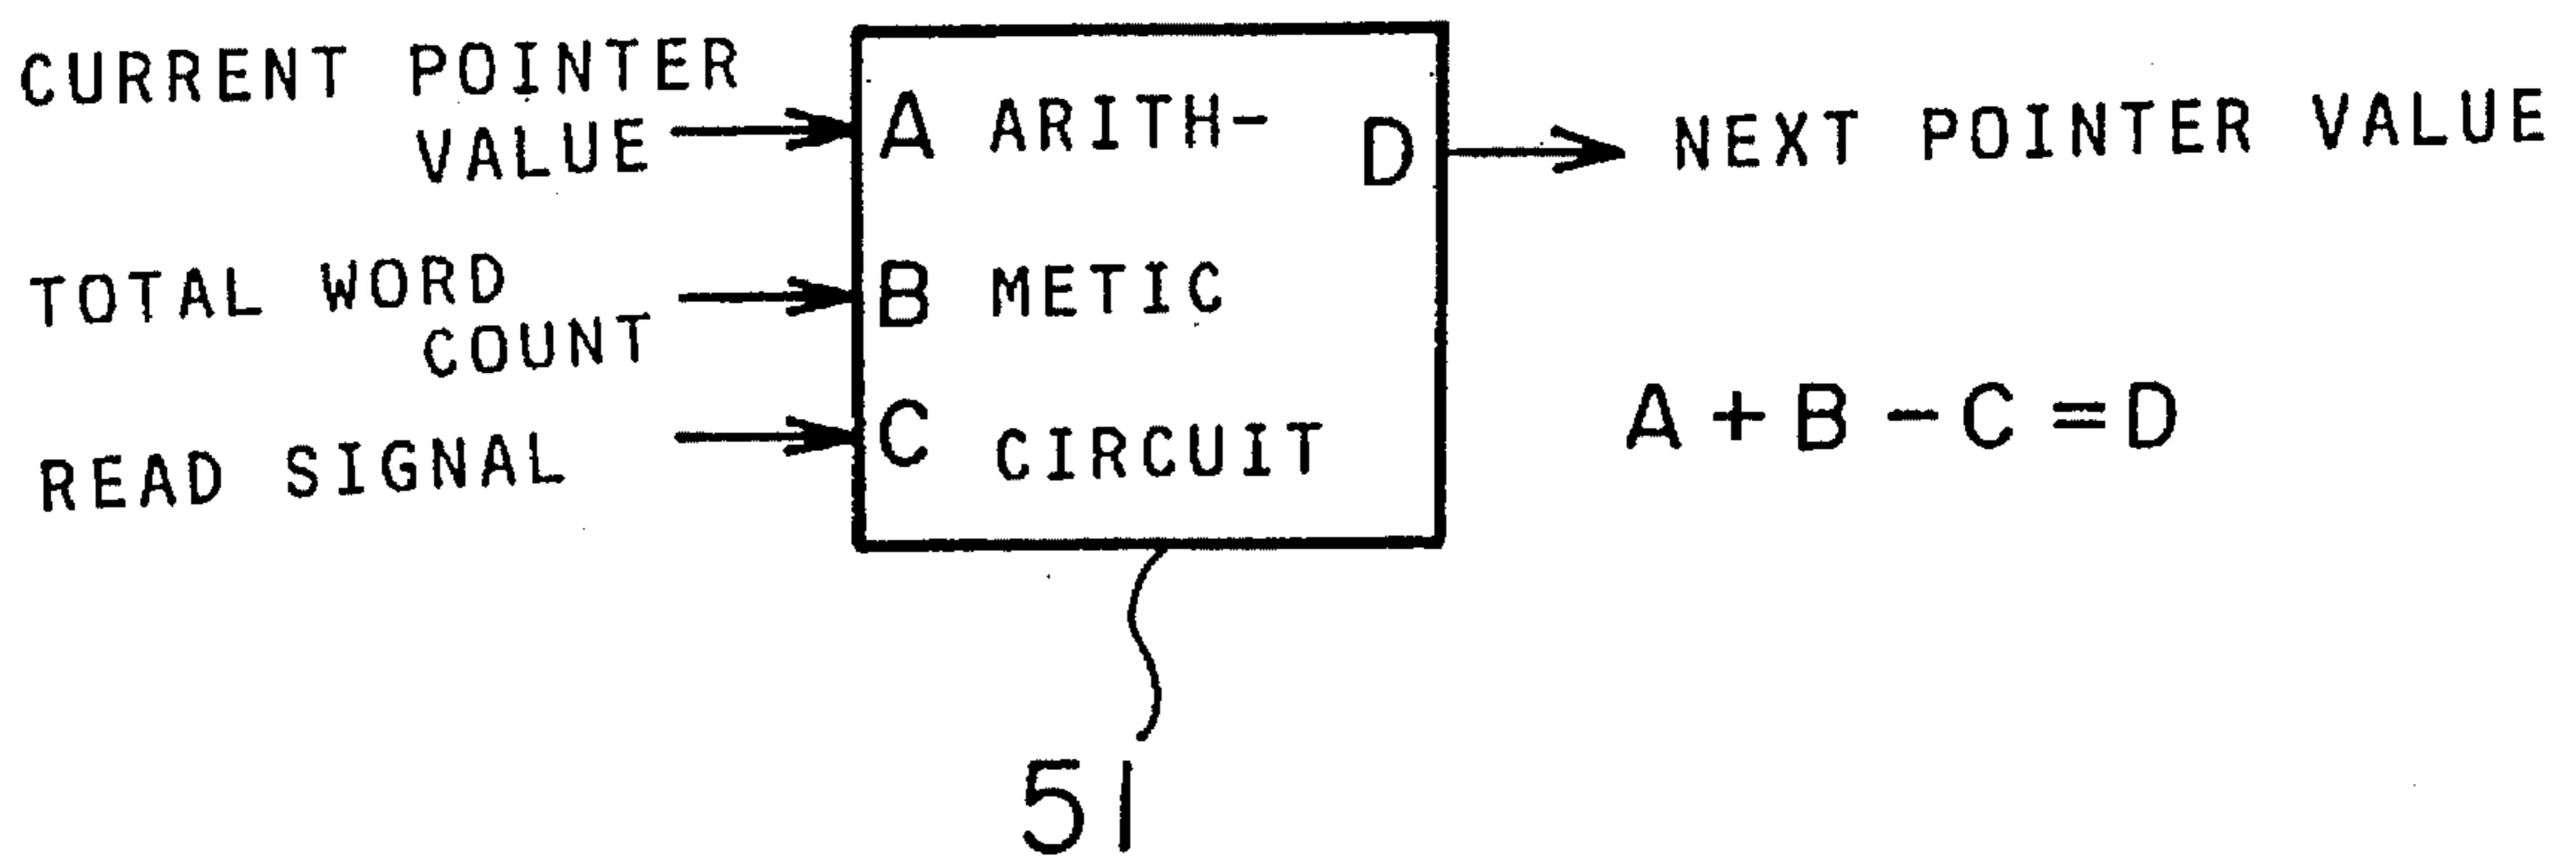 CURRENT POINTER
VALUE
TOTAL WORD
COUNT
READ SIGNAL
A ARITH-
B METIC
C CIRCUIT
D
NEXT POINTER VALUE
A + B - C = D
51